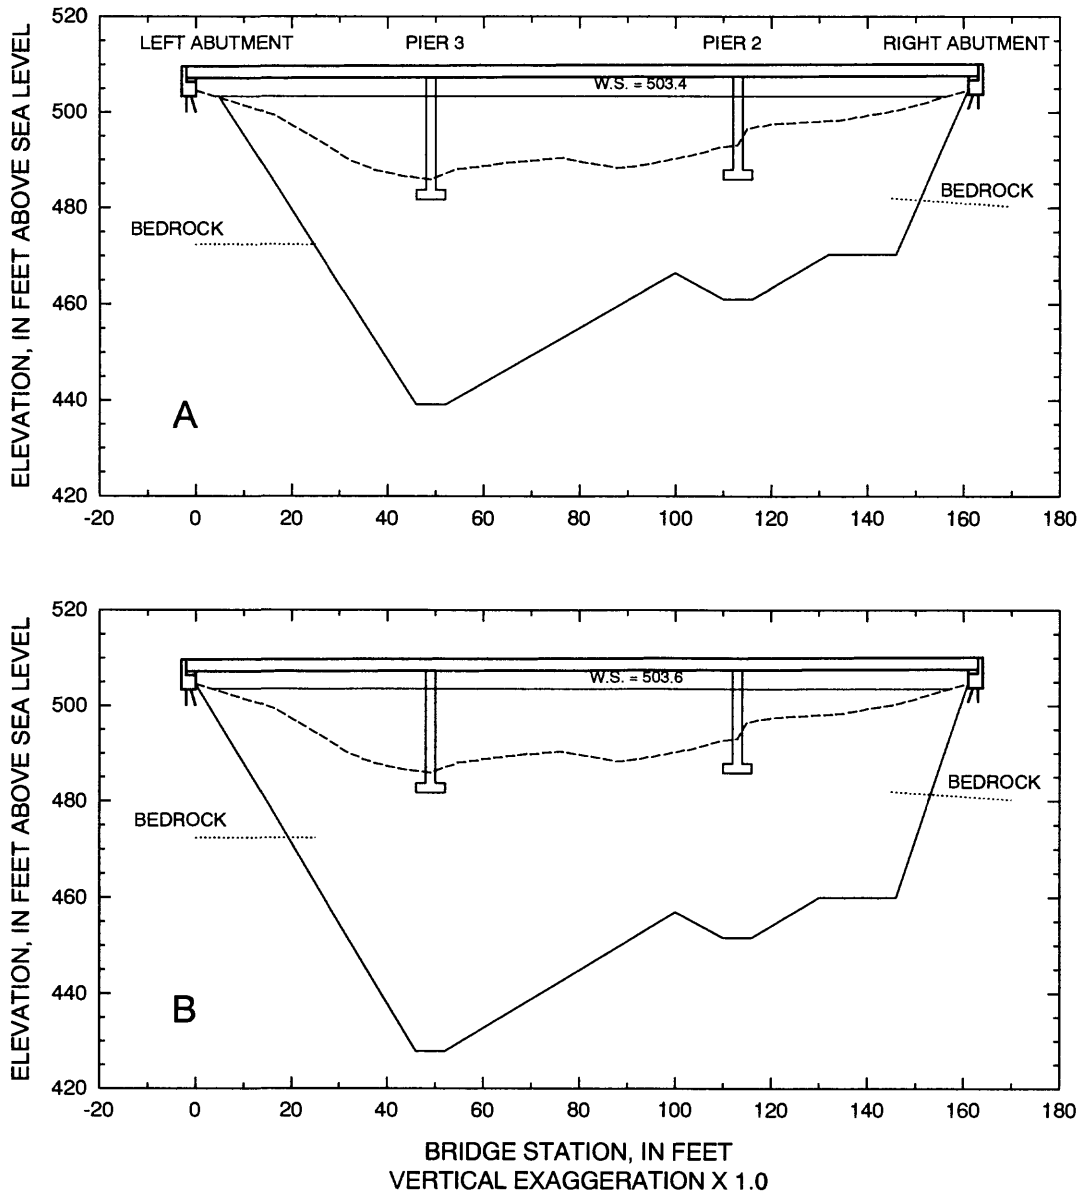 520
LEFT ABUTMENT PIER 3 PIER 2 RIGHT ABUTMENT
W.S. = 503.4
500
480
BEDROCK
BEDROCK
460
440
A
420
-20 0 20 40 60 80 100 120 140 160 180
ELEVATION, IN FEET ABOVE SEA LEVEL
520
W.S. = 503.6
500
480
BEDROCK
BEDROCK
460
440
B
420
-20 0 20 40 60 80 100 120 140 160 180
ELEVATION, IN FEET ABOVE SEA LEVEL
BRIDGE STATION, IN FEET
VERTICAL EXAGGERATION X 1.0